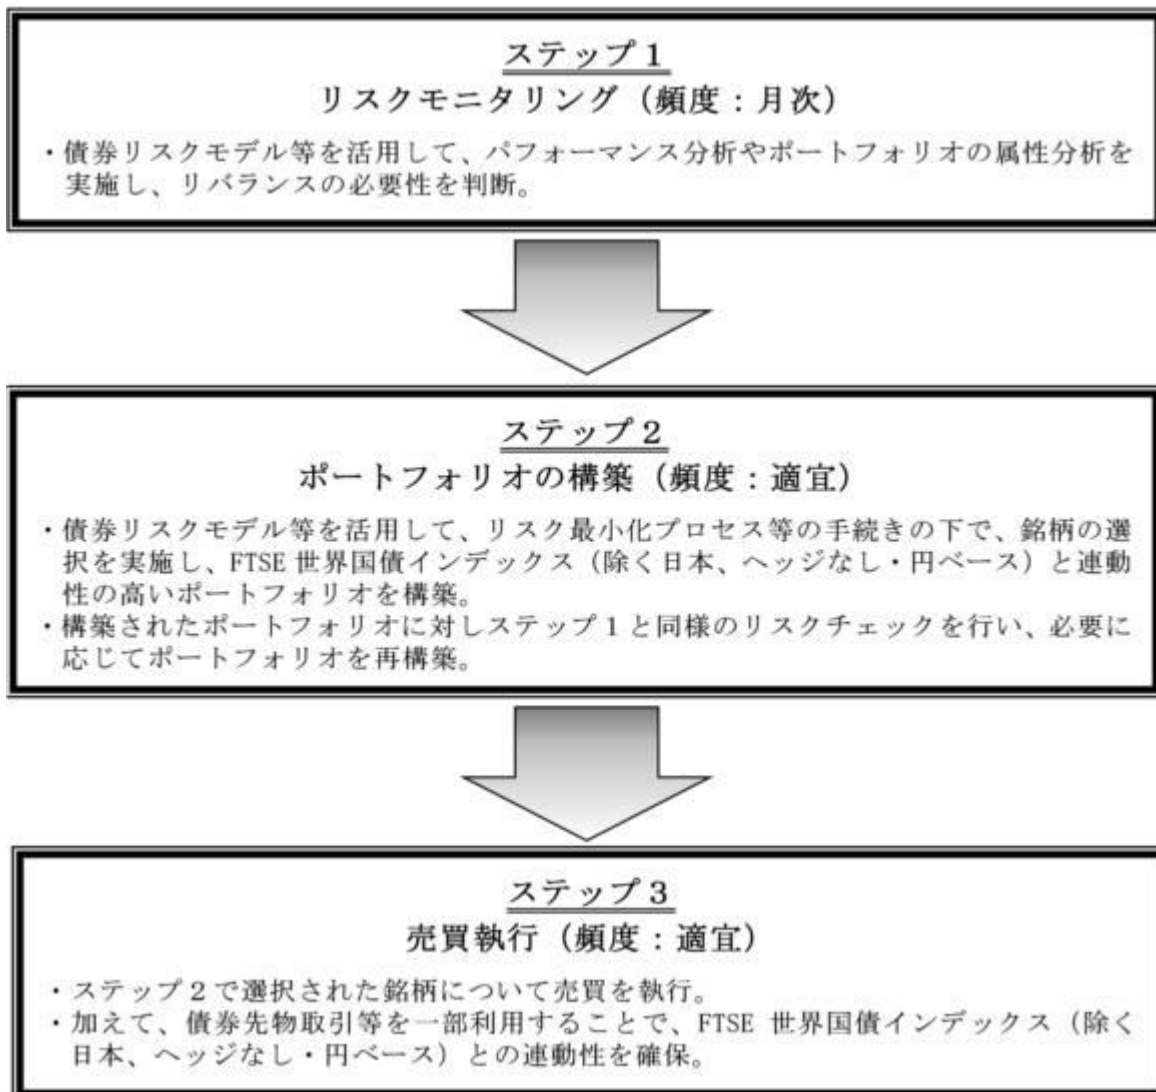 ステップ1
リスクモニタリング（頻度：月次）
・債券リスクモデル等を活用して、パフォーマンス分析やポートフォリオの属性分析を
実施し、リバランスの必要性を判断。
ステップ2
ポートフォリオの構築（頻度：適宜）
・債券リスクモデル等を活用して、リスク最小化プロセス等の手続きの下で、銘柄の選
択を実施し、FTSE 世界国債インデックス（除く日本、ヘッジなし・円ベース）と連動
性の高いポートフォリオを構築。
・構築されたポートフォリオに対しステップ1と同様のリスクチェックを行い、必要に
応じてポートフォリオを再構築。
ステップ3
売買執行（頻度：適宜）
・ステップ2で選択された銘柄について売買を執行。
・加えて、債券先物取引等を一部利用することで、FTSE 世界国債インデックス（除く
日本、ヘッジなし・円ベース）との連動性を確保。